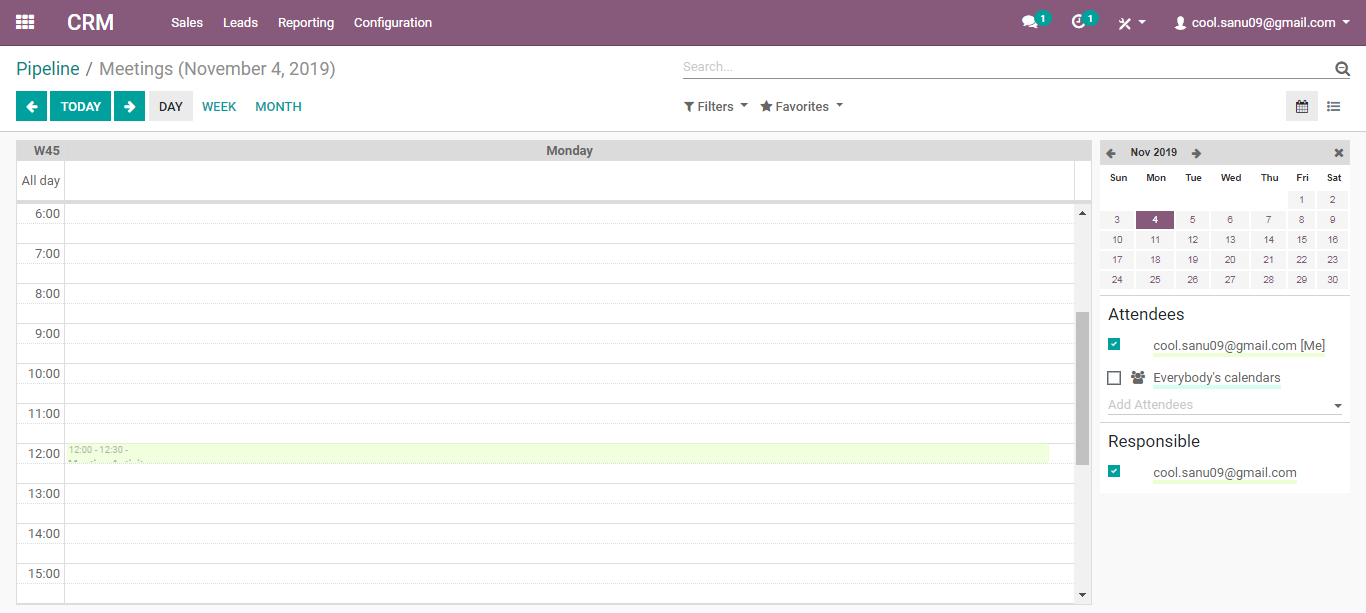 CRM
Sales Leads Reporting Configuration
1 1 cool.sanu09@gmail.com
Pipeline / Meetings (November 4, 2019)
Search...
TODAY DAY WEEK MONTH
Filters Favorites
W45 Monday
All day
6:00
7:00
8:00
9:00
10:00
11:00
12:00
12:00 - 12:30 -
13:00
14:00
15:00
Nov 2019
Sun Mon Tue Wed Thu Fri Sat
1 2
3 4 5 6 7 8 9
10 11 12 13 14 15 16
17 18 19 20 21 22 23
24 25 26 27 28 29 30
Attendees
cool.sanu09@gmail.com [Me]
Everybody's calendars
Add Attendees
Responsible
cool.sanu09@gmail.com